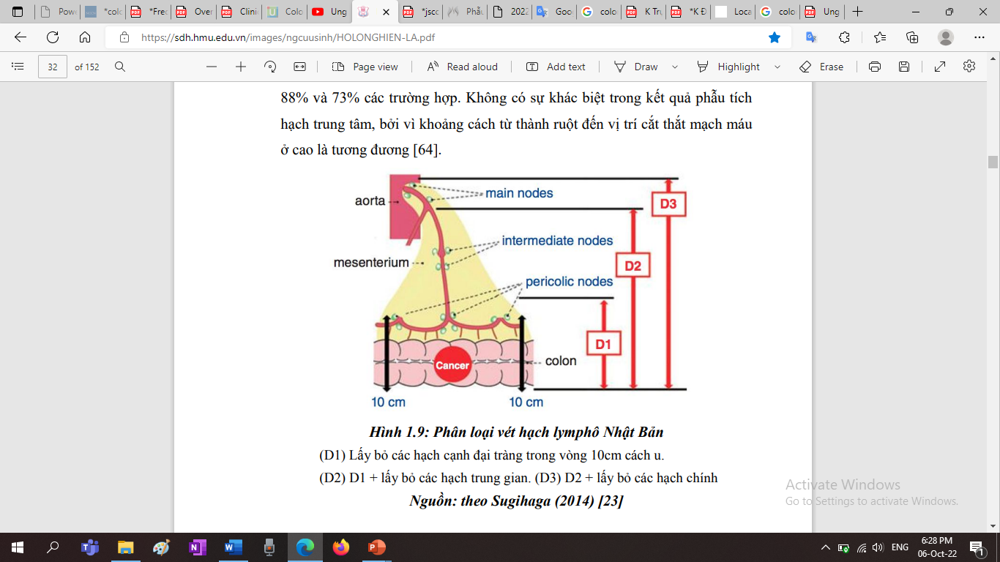 Pow
*colc
*Frec
Over
Clini
Colo
Ung
*jscc
Phẫu
2022
Goo
colo
K Trụ
*K Đ
Loca
colo
Ung
https://sdh.hmu.edu.vn/images/ngcuusinh/HOLONGHIEN-LA.pdf
32 of 152 Page view Read aloud Add text Draw Highlight Erase
88% và 73% các trường hợp. Không có sự khác biệt trong kết quả phẫu tích
hạch trung tâm, bởi vì khoảng cách từ thành ruột đến vị trí cắt thắt mạch máu
ở cao là tương đương [64].
main nodes
aorta
D3
intermediate nodes
mesenterium
D2
pericolic nodes
D1
Cancer
colon
10 cm 10 cm
Hình 1.9: Phân loại vét hạch lymphô Nhật Bản
(D1) Lấy bỏ các hạch cạnh đại tràng trong vòng 10cm cách u.
(D2) D1 + lấy bỏ các hạch trung gian. (D3) D2 + lấy bỏ các hạch chính
Nguồn: theo Sugihaga (2014) [23]
Activate Windows
Go to Settings to activate Windows.
ENG
6:28 PM
06-Oct-22
1